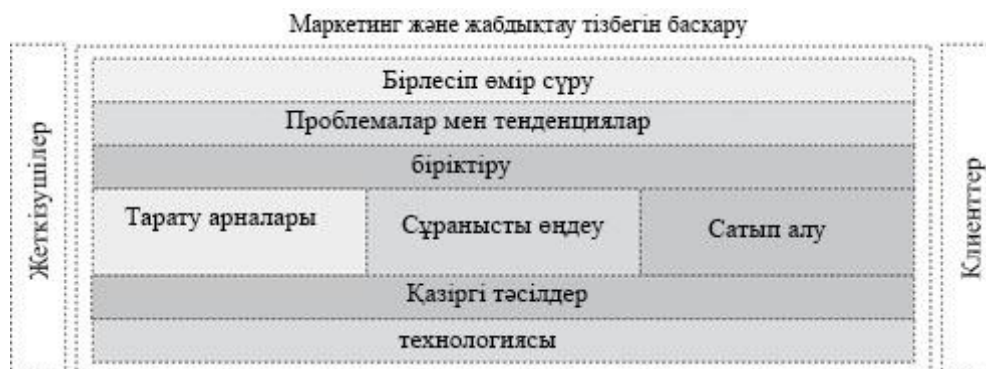 Маркетинг және жабдықтау тізбегін басқару
Жеткізушілер
Бірлесіп өмір сүру
Проблемалар мен тенденциялар
біріктіру
Тарату арналары
Сұранысты өңдеу
Сатып алу
Қазіргі тәсілдер
технологиясы
Клиенттер